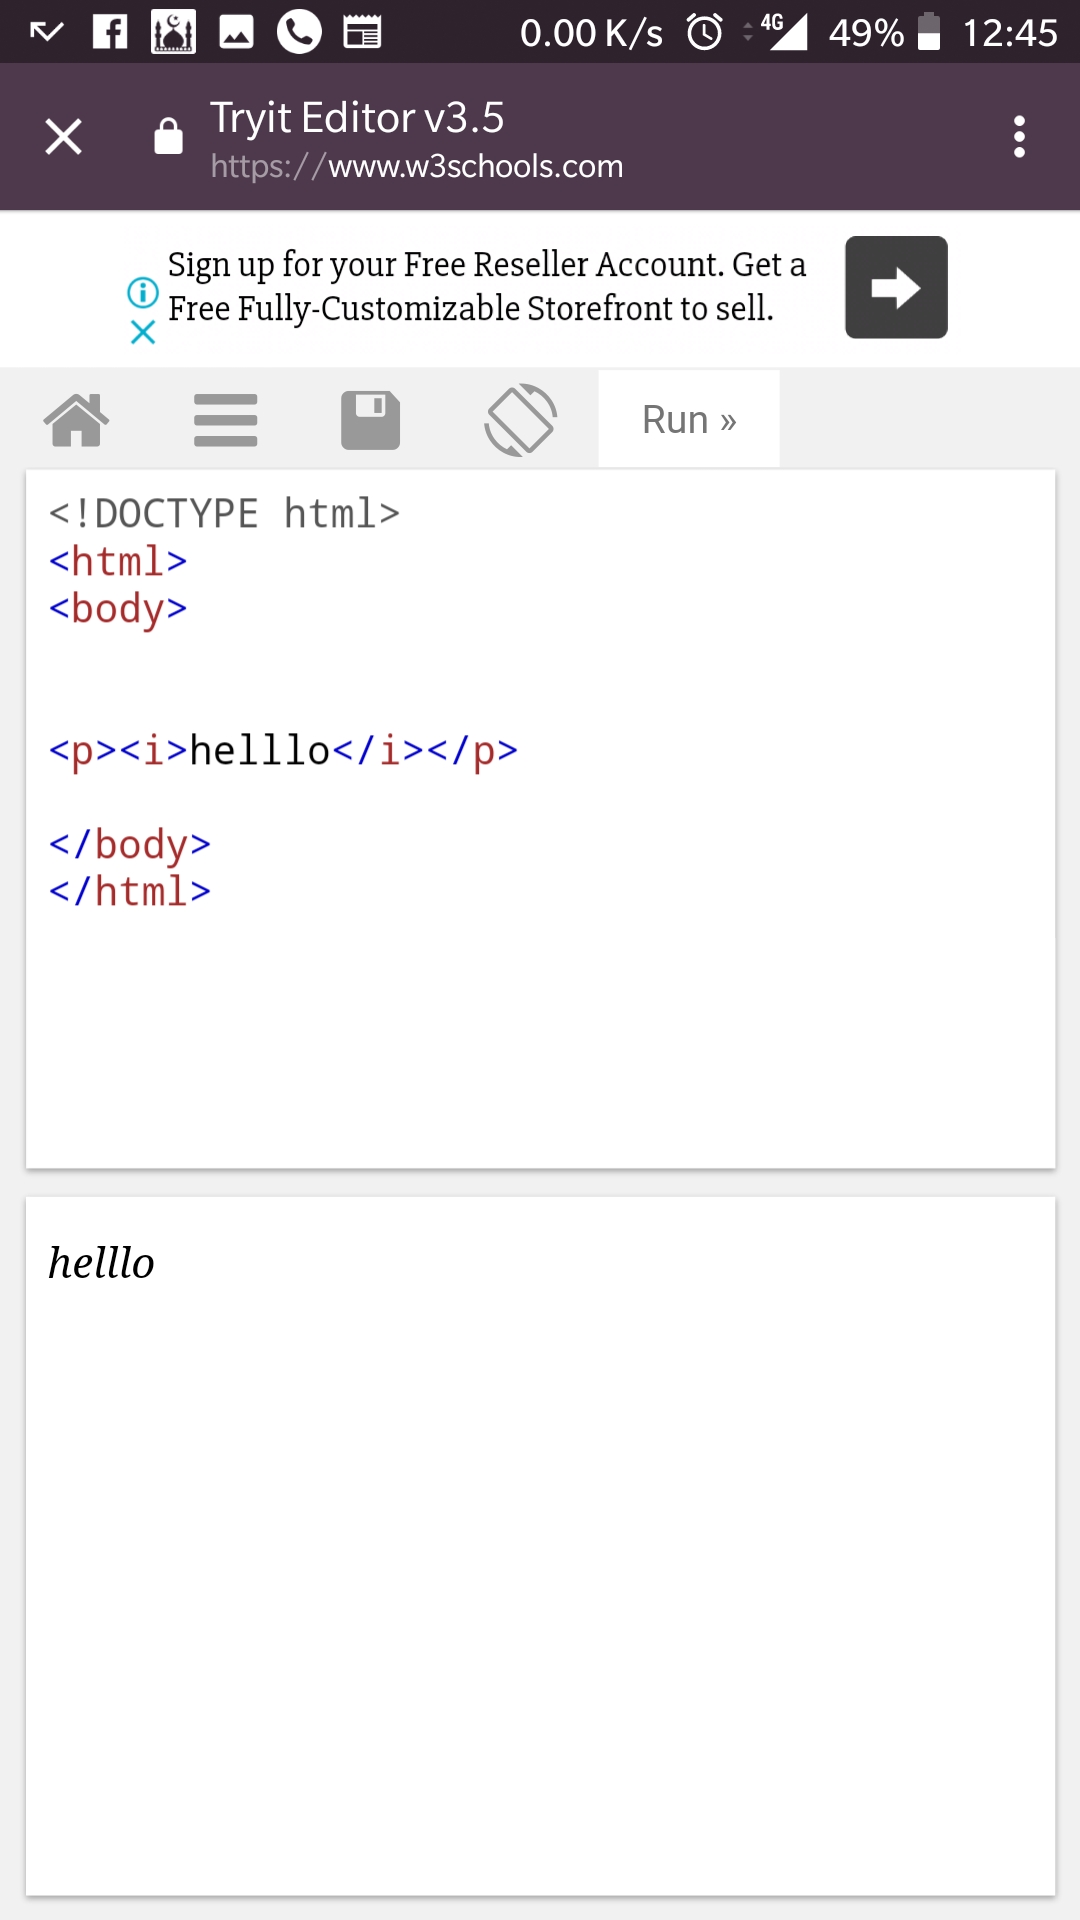 0.00 K/s 4G 49% 12:45
Tryit Editor v3.5
https://www.w3schools.com
Sign up for your Free Reseller Account. Get a
Free Fully-Customizable Storefront to sell.
Run »
<!DOCTYPE html>
<html>
<body>
<p><i>helllo</i></p>
</body>
</html>
helllo